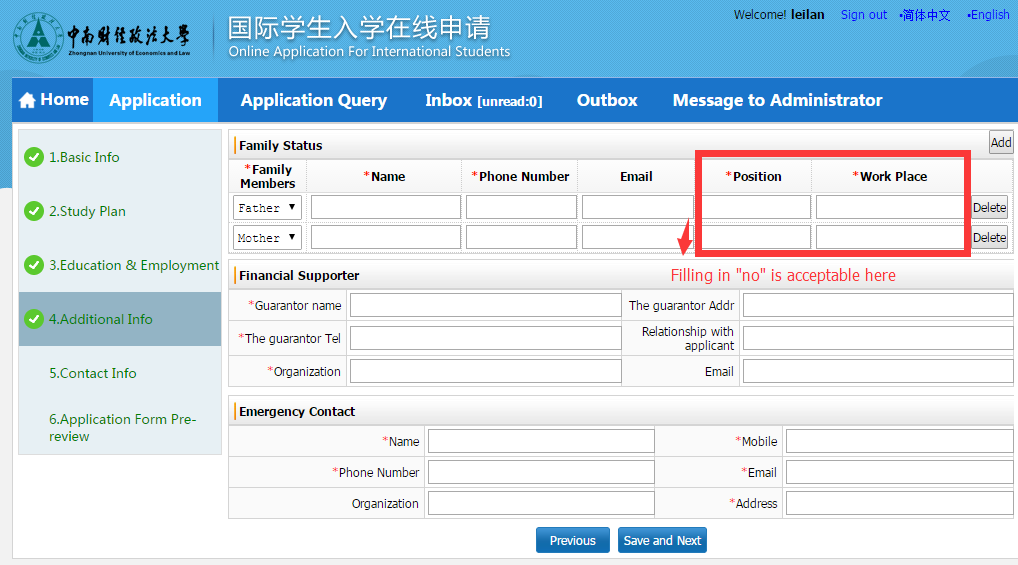 中南财经政法大学
Zhongnan University of Economics and Law
国际学生入学在线申请
Online Application For International Students
Welcome! leilan Sign out •简体中文 •English
Home Application Application Query Inbox [unread:0] Outbox Message to Administrator
1.Basic Info
2.Study Plan
3.Education & Employment
4.Additional Info
5.Contact Info
6.Application Form Pre-
review
Family Status Add
*Family
Members *Name *Phone Number Email *Position *Work Place
Father ▼ Delete
Mother ▼ Delete
Filling in "no" is acceptable here
Financial Supporter
*Guarantor name The guarantor Addr
*The guarantor Tel Relationship with
applicant
*Organization Email
Emergency Contact
*Name *Mobile
*Phone Number *Email
Organization *Address
Previous Save and Next